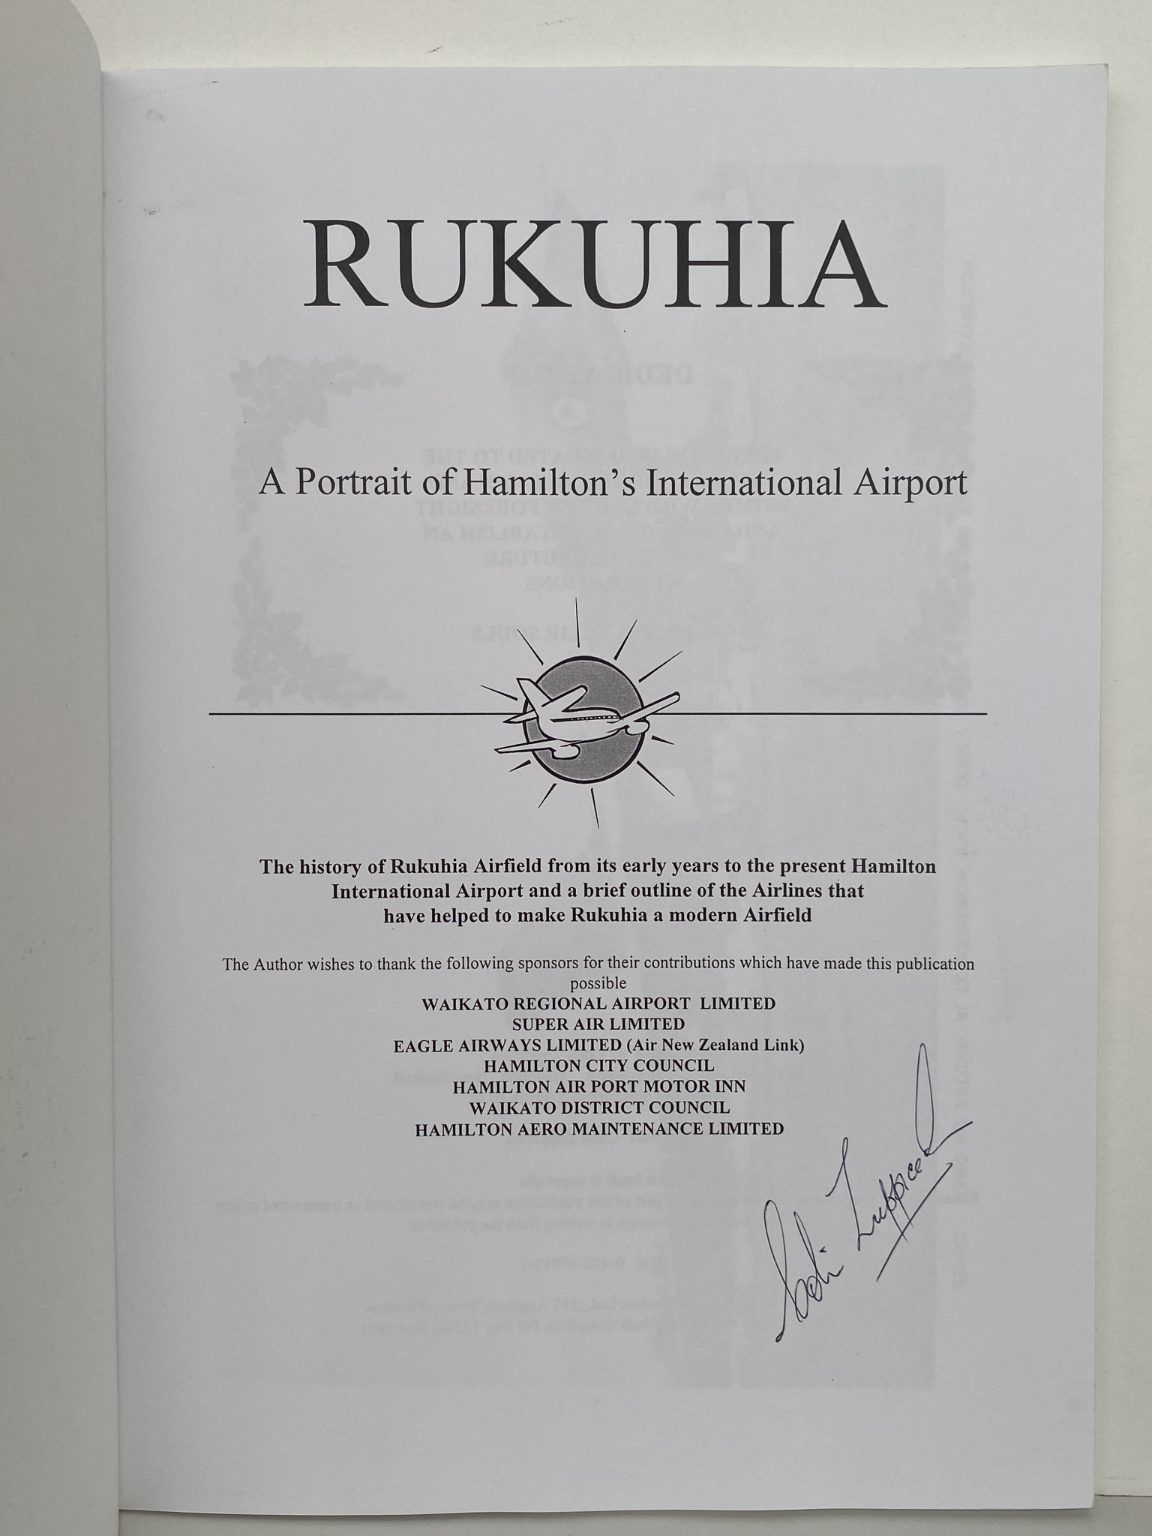 RUKUHIA
A Portrait of Hamilton's International Airport
The history of Rukuhia Airfield from its early years to the present Hamilton
International Airport and a brief outline of the Airlines that
have helped to make Rukuhia a modern Airfield
The Author wishes to thank the following sponsors for their contributions which have made this publication
possible
WAIKATO REGIONAL AIRPORT LIMITED
SUPER AIR LIMITED
EAGLE AIRWAYS LIMITED (Air New Zealand Link)
HAMILTON CITY COUNCIL
HAMILTON AIR PORT MOTOR INN
WAIKATO DISTRICT COUNCIL
HAMILTON AERO MAINTENANCE LIMITED